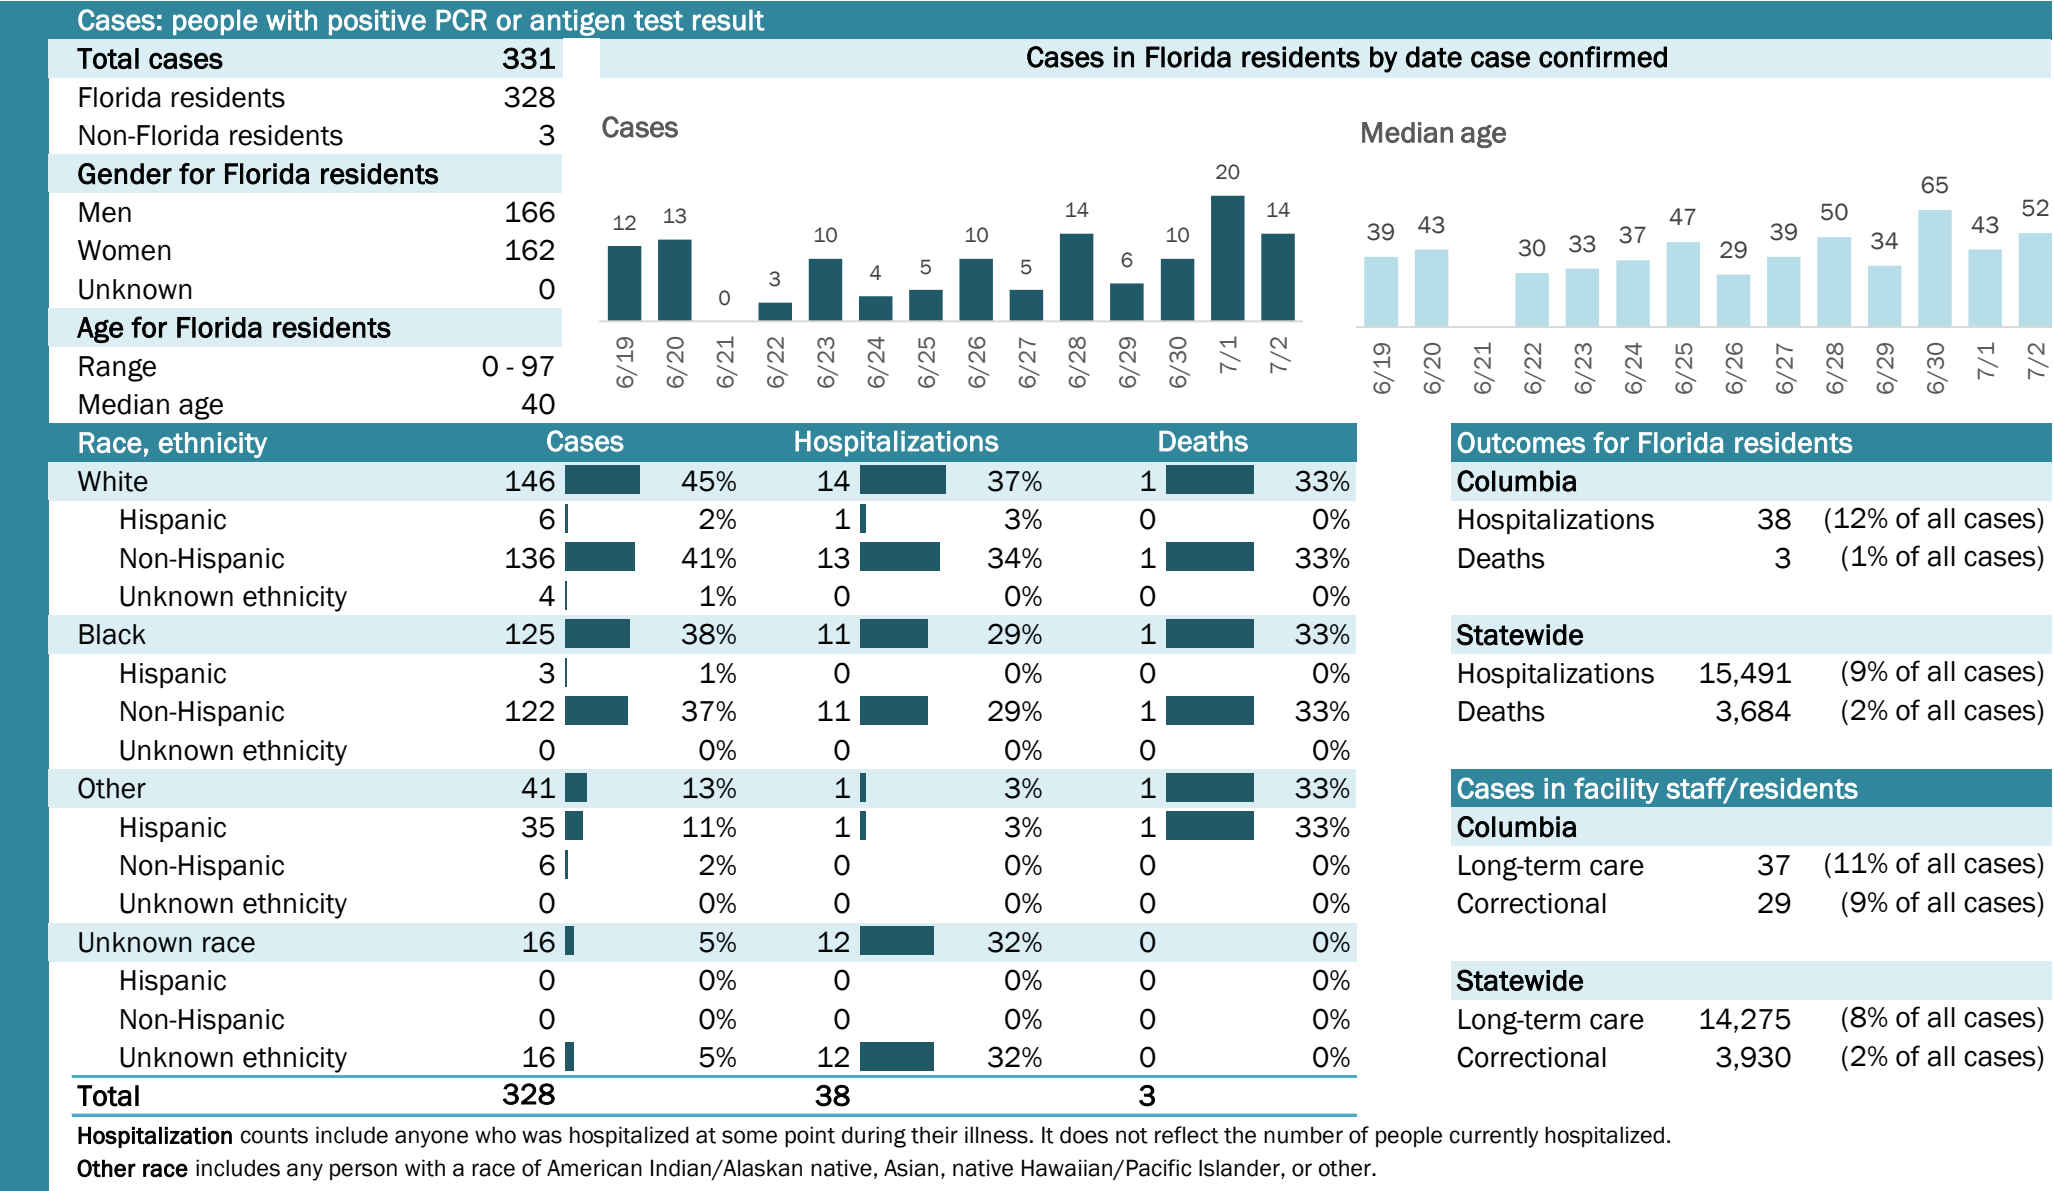 Cases: people with positive PCR or antigen test result
Total cases 331
Florida residents 328
Non-Florida residents 3
Gender for Florida residents
Men 166
Women 162
Unknown 0
Age for Florida residents
Range 0 - 97
Median age 40
Cases in Florida residents by date case confirmed
Cases
12 13 0 3 10 4 5 10 5 14 6 10 20 14
6/19 6/20 6/21 6/22 6/23 6/24 6/25 6/26 6/27 6/28 6/29 6/30 7/1 7/2
Median age
39 43 30 33 37 47 29 39 50 34 65 43 52
6/19 6/20 6/21 6/22 6/23 6/24 6/25 6/26 6/27 6/28 6/29 6/30 7/1 7/2
Race, ethnicity Cases Hospitalizations Deaths
White 146 45% 14 37% 1 33%
Hispanic 6 2% 1 3% 0 0%
Non-Hispanic 136 41% 13 34% 1 33%
Unknown ethnicity 4 1% 0 0% 0 0%
Black 125 38% 11 29% 1 33%
Hispanic 3 1% 0 0% 0 0%
Non-Hispanic 122 37% 11 29% 1 33%
Unknown ethnicity 0 0% 0 0% 0 0%
Other 41 13% 1 3% 1 33%
Hispanic 35 11% 1 3% 1 33%
Non-Hispanic 6 2% 0 0% 0 0%
Unknown ethnicity 0 0% 0 0% 0 0%
Unknown race 16 5% 12 32% 0 0%
Hispanic 0 0% 0 0% 0 0%
Non-Hispanic 0 0% 0 0% 0 0%
Unknown ethnicity 16 5% 12 32% 0 0%
Total 328 38 3
Outcomes for Florida residents
Columbia
Hospitalizations 38 (12% of all cases)
Deaths 3 (1% of all cases)
Statewide
Hospitalizations 15,491 (9% of all cases)
Deaths 3,684 (2% of all cases)
Cases in facility staff/residents
Columbia
Long-term care 37 (11% of all cases)
Correctional 29 (9% of all cases)
Statewide
Long-term care 14,275 (8% of all cases)
Correctional 3,930 (2% of all cases)
Hospitalization counts include anyone who was hospitalized at some point during their illness. It does not reflect the number of people currently hospitalized.
Other race includes any person with a race of American Indian/Alaskan native, Asian, native Hawaiian/Pacific Islander, or other.